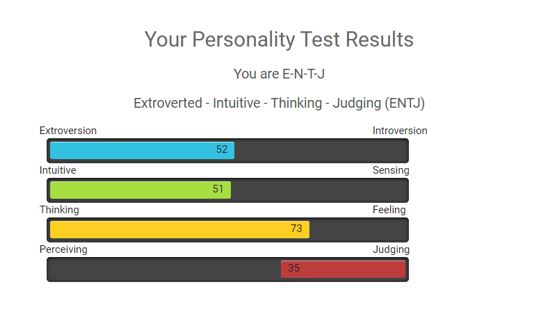 Your Personality Test Results
You are E-N-T-J
Extroverted - Intuitive - Thinking - Judging (ENTJ)
Extroversion Introversion
52
Intuitive Sensing
51
Thinking Feeling
73
Perceiving Judging
35